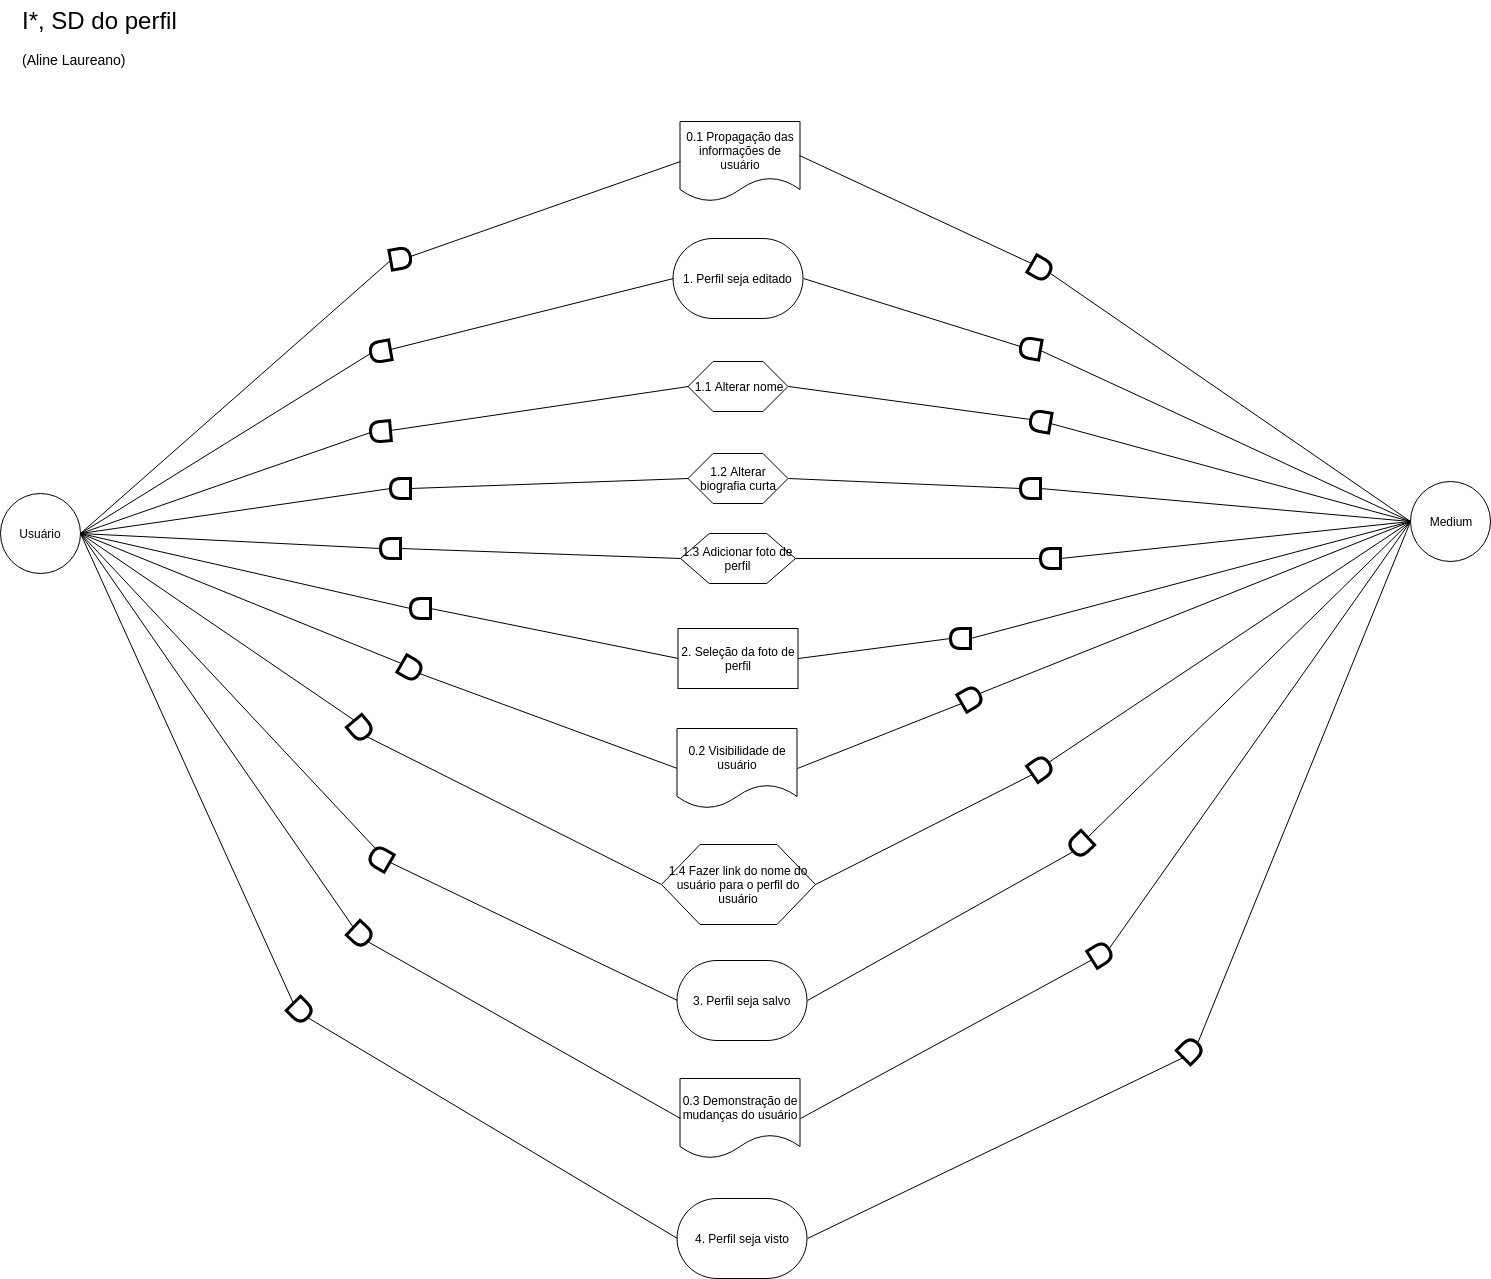 I*, SD do perfil
(Aline Laureano)
0.1 Propagação das
informações de
usuário
1. Perfil seja editado
1.1 Alterar nome
1.2 Alterar
biografia curta
Usuário
Medium
1.3 Adicionar foto de
perfil
2. Seleção da foto de
perfil
0.2 Visibilidade de
usuário
1.4 Fazer link do nome do
usuário para o perfil do
usuário
3. Perfil seja salvo
0.3 Demonstração de
mudanças do usuário
4. Perfil seja visto